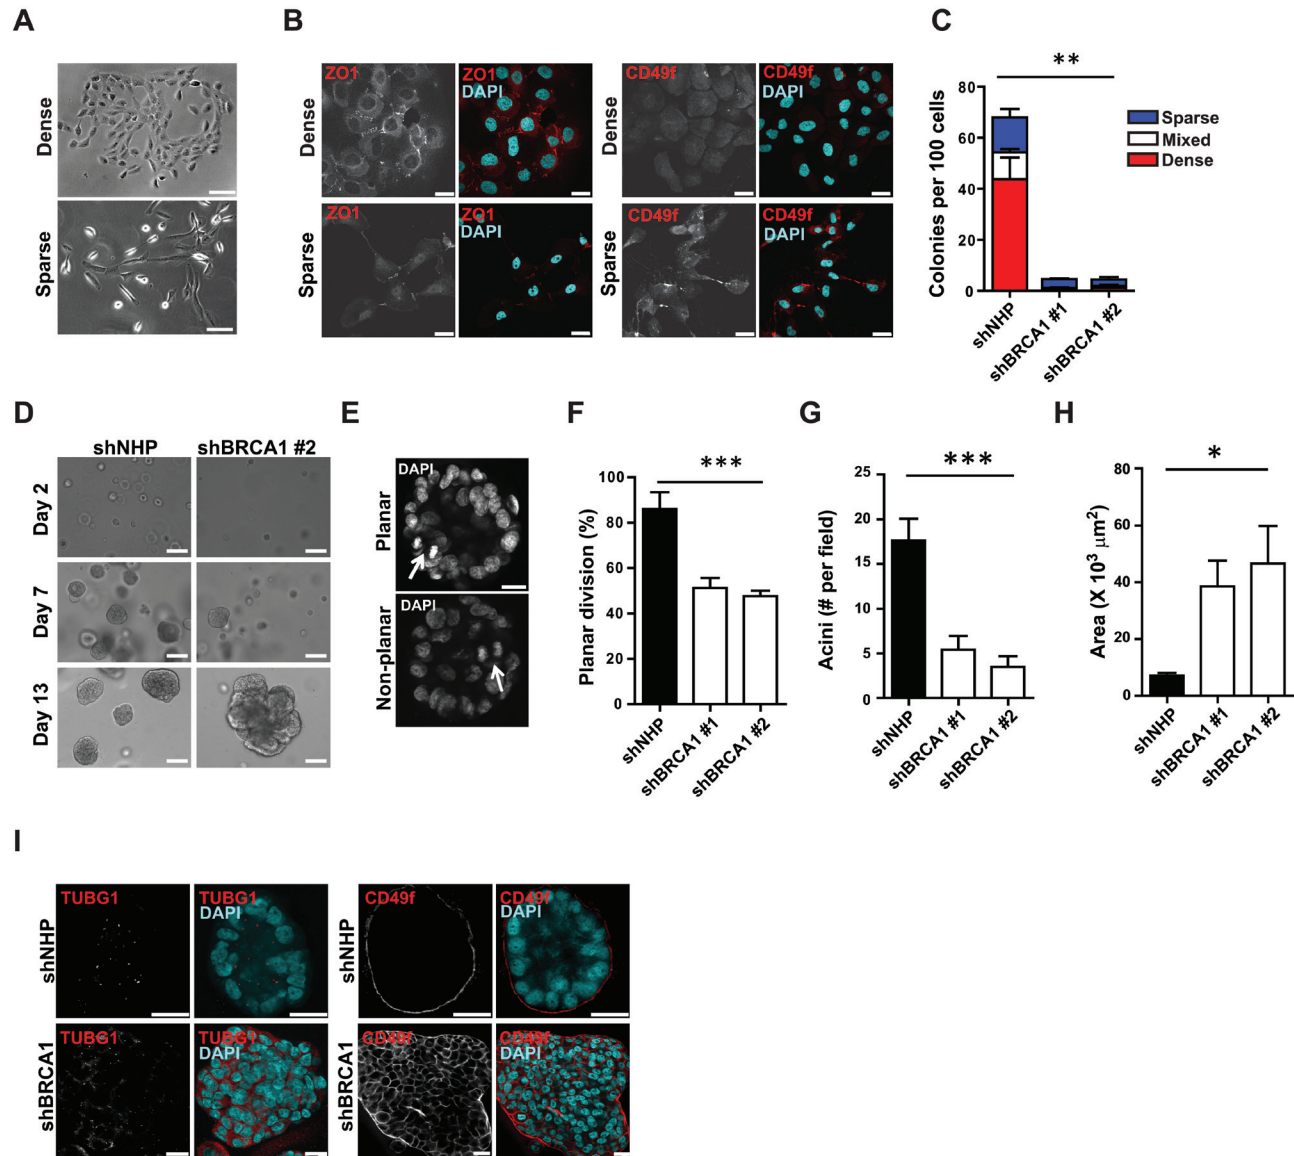 A
Dense
Sparse
B
ZO1
ZO1
DAPI
CD49f
CD49f
DAPI
Dense
ZO1
ZO1
DAPI
CD49f
CD49f
DAPI
Sparse
C
**
Colonies per 100 cells
80
60
40
20
0
Sparse
Mixed
Dense
shNHP
shBRCA1 #1
shBRCA1 #2
D
shNHP
shBRCA1 #2
Day 2
Day 7
Day 13
E
DAPI
Planar
DAPI
Non-planar
F
***
Planar division (%)
100
80
60
40
20
0
shNHP
shBRCA1 #1
shBRCA1 #2
G
***
Acini (# per field)
25
20
15
10
5
0
shNHP
shBRCA1 #1
shBRCA1 #2
H
*
Area (X 10³ µm²)
80
60
40
20
0
shNHP
shBRCA1 #1
shBRCA1 #2
I
TUBG1
TUBG1
DAPI
shNHP
CD49f
CD49f
DAPI
shNHP
TUBG1
TUBG1
DAPI
shBRCA1
CD49f
CD49f
DAPI
shBRCA1